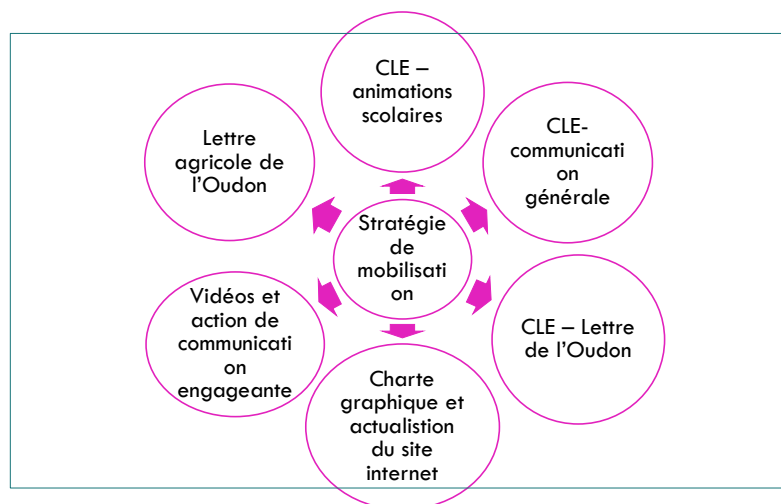 CLE –
animations
scolaires
CLE-
communicati
on
générale
CLE – Lettre
de l'Oudon
Charte
graphique et
actualistion
du site
internet
Vidéos et
action de
communicati
on
engageante
Lettre
agricole de
l'Oudon
Stratégie
de
mobilisati
on